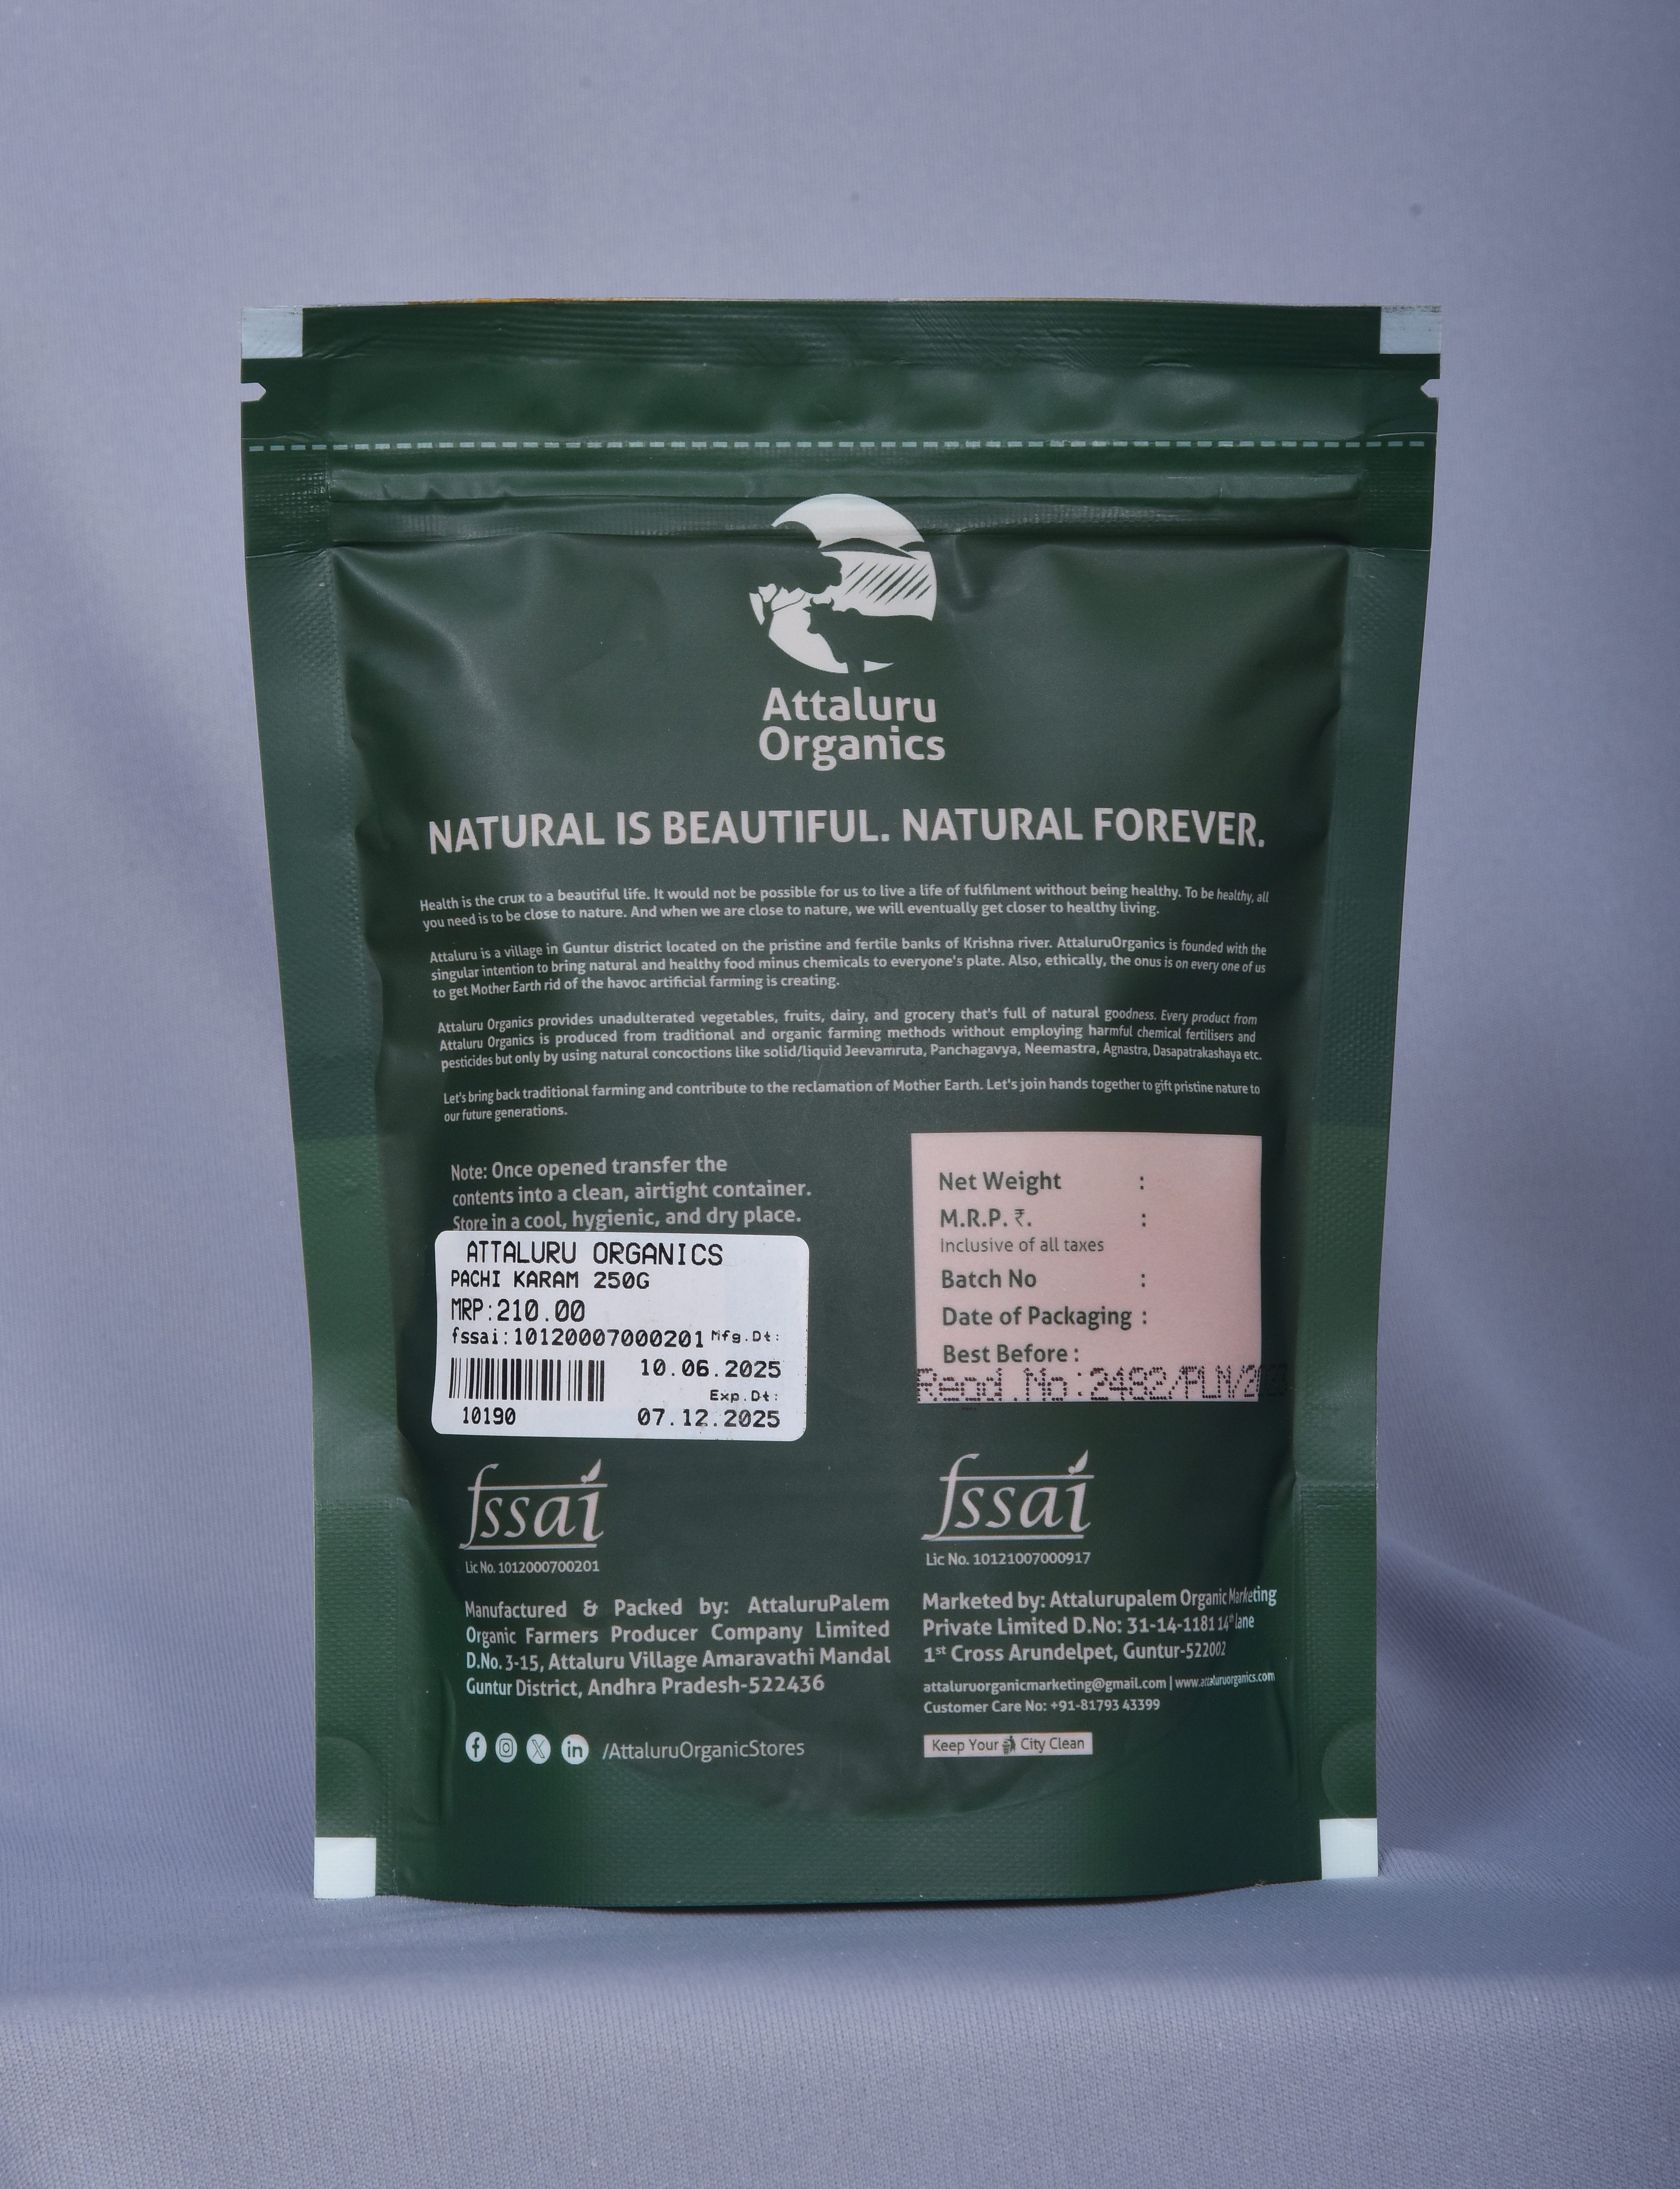 Attaluru
Organics
NATURAL IS BEAUTIFUL. NATURAL FOREVER.
Health is the crux to a beautiful life. It would not be possible for us to live a life of fulfilment without being healthy. To be healthy, all
you need is to be close to nature. And when we are close to nature, we will eventually get closer to healthy living.
Attaluru is a village in Guntur district located on the pristine and fertile banks of Krishna river. AttaluruOrganics is founded with the
singular intention to bring natural and healthy food minus chemicals to everyone's plate. Also, ethically, the onus is on every one of us
to get Mother Earth rid of the havoc artificial farming is creating.
Attaluru Organics provides unadulterated vegetables, fruits, dairy, and grocery that's full of natural goodness. Every product from
Attaluru Organics is produced from traditional and organic farming methods without employing harmful chemical fertilisers and
pesticides but only by using natural concoctions like solid/liquid Jeevamruta, Panchagavya, Neemastra, Agnastra, Dasapatrakashaya etc.
Let's bring back traditional farming and contribute to the reclamation of Mother Earth. Let's join hands together to gift pristine nature to
our future generations.
Note: Once opened transfer the
contents into a clean, airtight container.
Store in a cool, hygienic, and dry place.
ATTALURU ORGANICS
PACHI KARAM 250G
MRP:210.00
fssai:10120007000201 Mfg.Dt:
10.06.2025
Exp.Dt:
10190 07.12.2025
Net Weight :
M.R.P. ₹. :
Inclusive of all taxes
Batch No :
Date of Packaging :
Best Before :
No:2482/PLN/
fssai
Lic No. 1012000700201
Manufactured & Packed by: AttaluruPalem
Organic Farmers Producer Company Limited
D.No. 3-15, Attaluru Village Amaravathi Mandal
Guntur District, Andhra Pradesh-522436
/AttaluruOrganicStores
fssai
Lic No. 10121007000917
Marketed by: Attalurupalem Organic Marketing
Private Limited D.No: 31-14-1181 14th lane
1st Cross Arundelpet, Guntur-522002
attaluruorganicmarketing@gmail.com | www.attaluruorganics.com
Customer Care No: +91-81793 43399
Keep Your City Clean